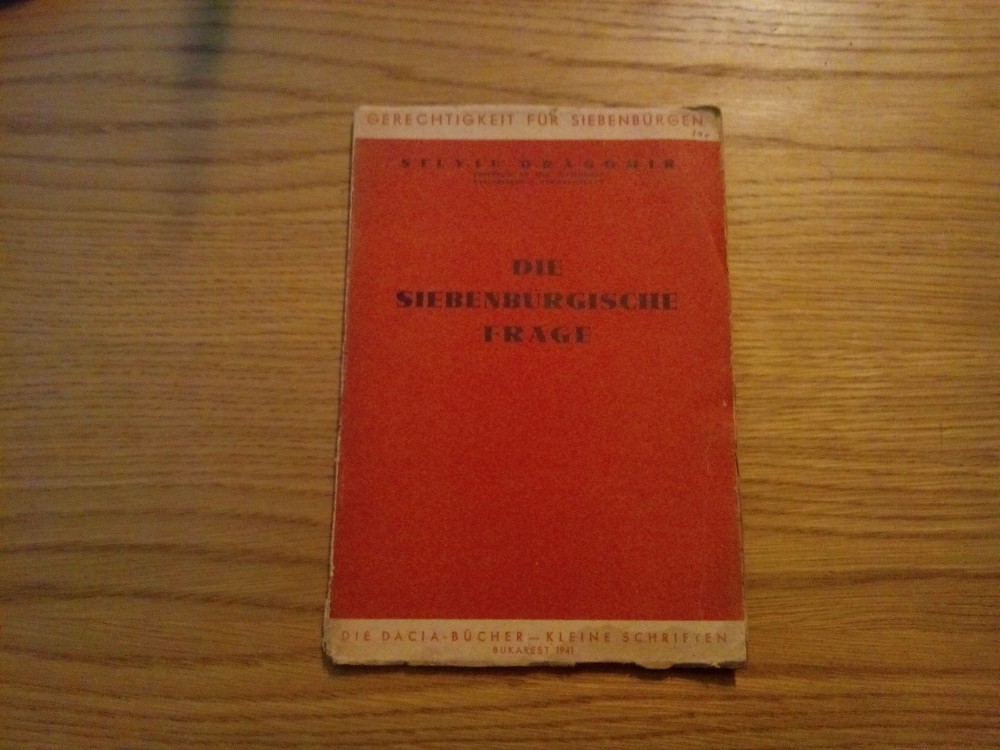 GERECHTIGKEIT FÜR SIEBENBÜRGEN
SILVIU DRAGOMIR
DIE
SIEBENBÜRGISCHE
FRAGE
DIE DACIA-BÜCHER — KLEINE SCHRIFTEN
BUKAREST 1941